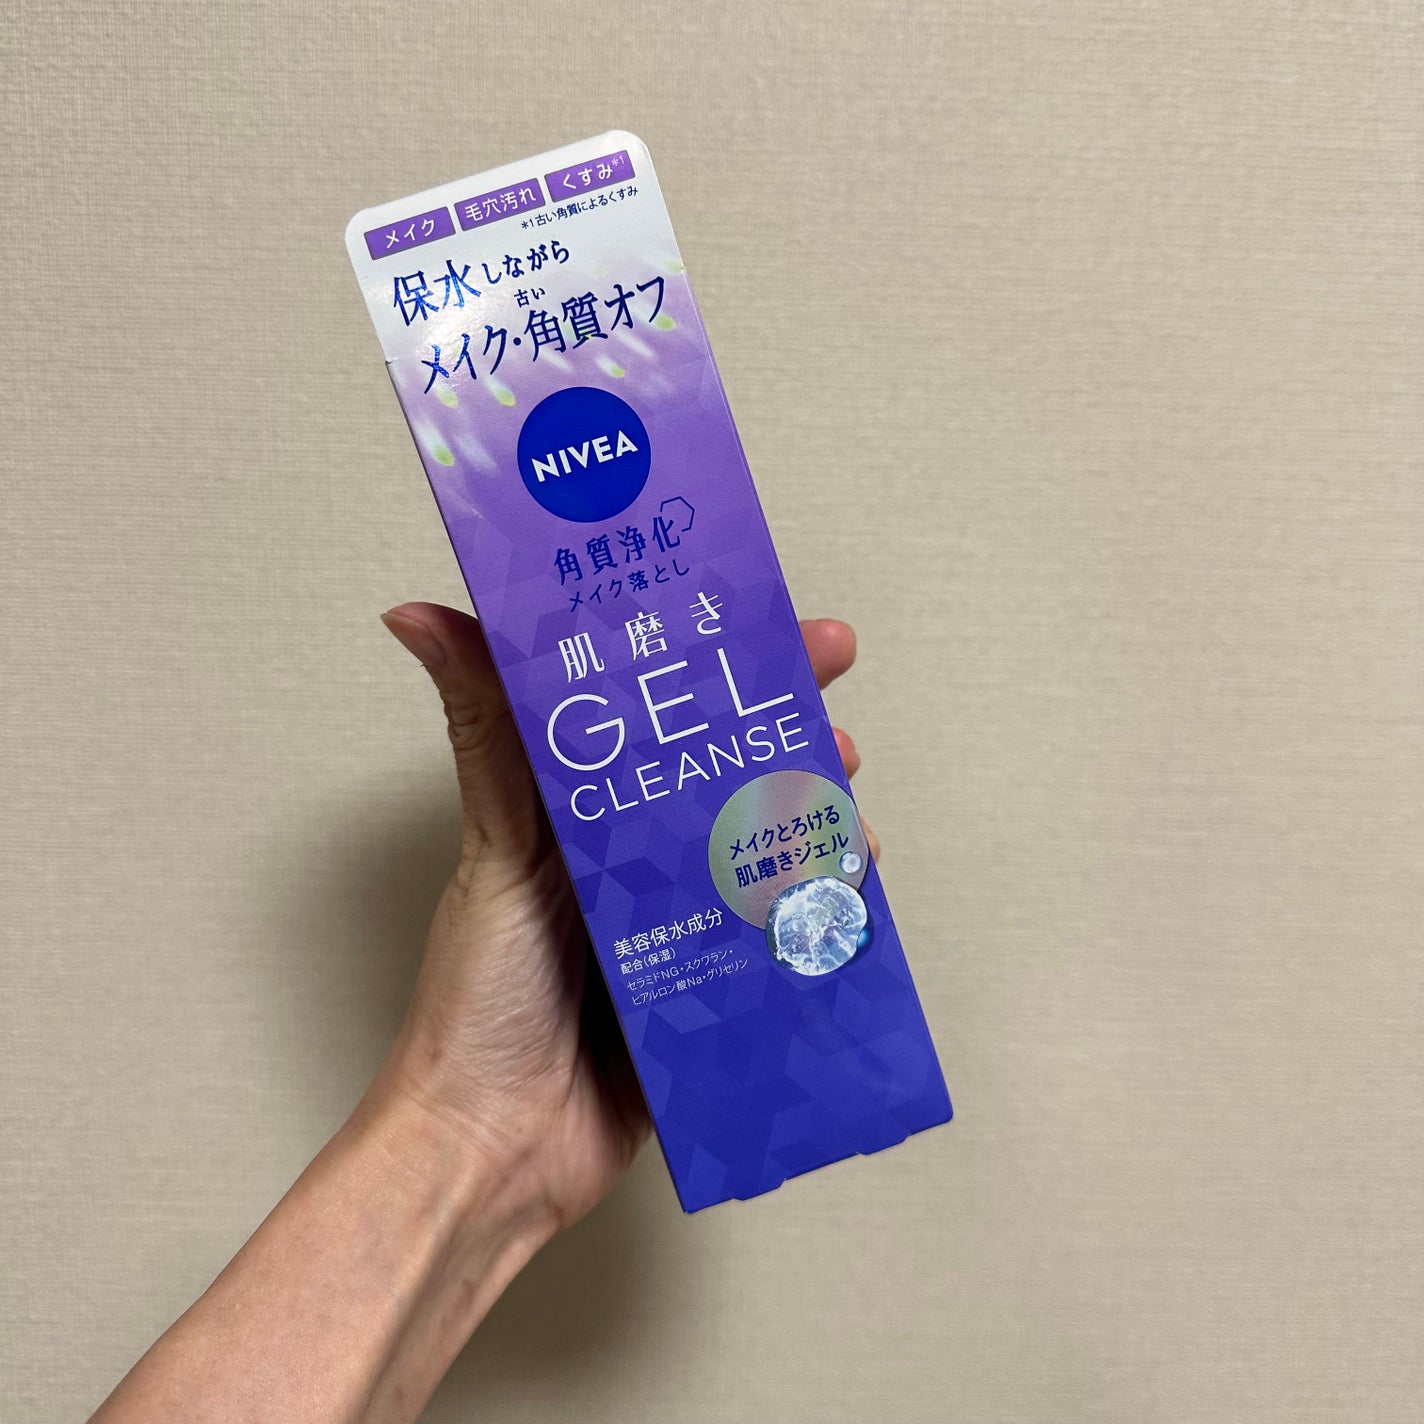 メイク 毛穴汚れ くすみ*1
*1古い角質によるくすみ
保水しながら
古い
メイク・角質オフ
NIVEA
角質浄化
メイク落とし
肌磨き
GEL
CLEANSE
メイクとろける
肌磨きジェル
美容保水成分
配合(保湿)
セラミドNG・スクワラン・
ヒアルロン酸Na・グリセリン